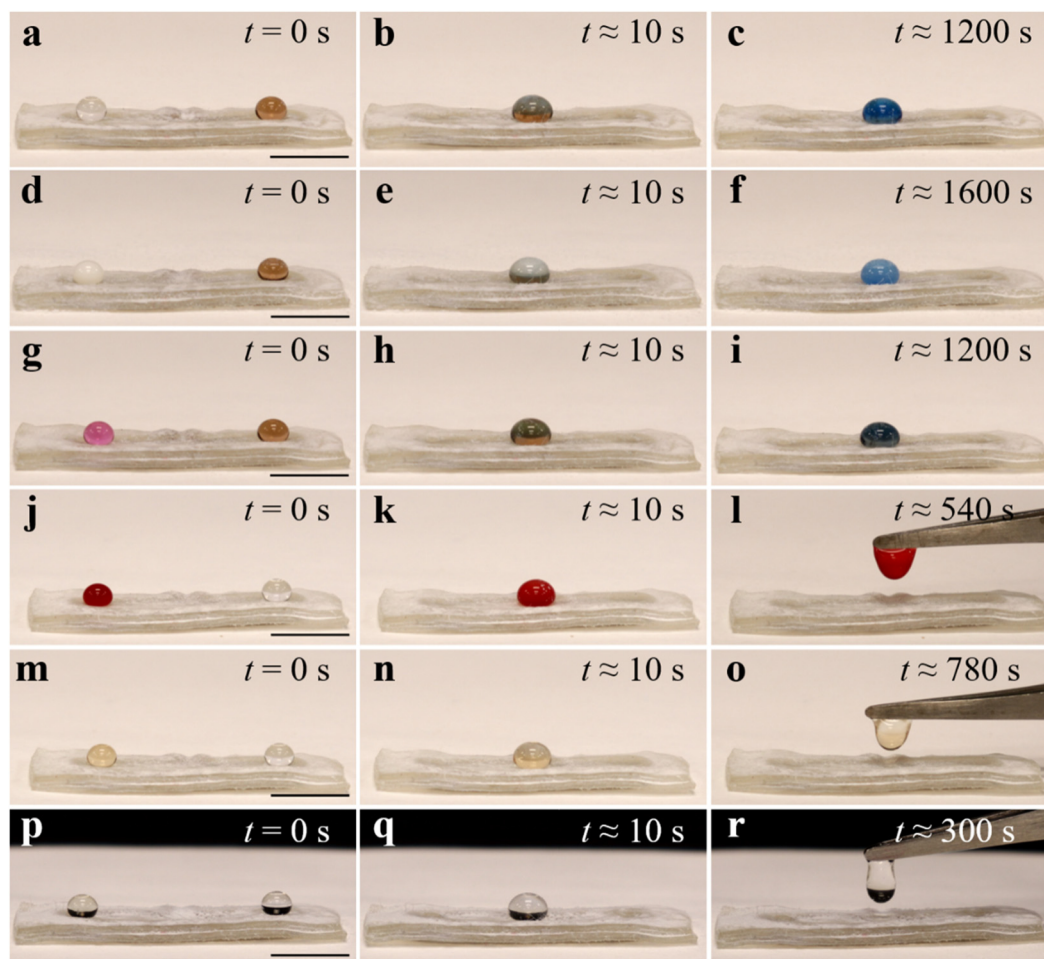 a t = 0 s b t ≈ 10 s c t ≈ 1200 s
d t = 0 s e t ≈ 10 s f t ≈ 1600 s
g t = 0 s h t ≈ 10 s i t ≈ 1200 s
j t = 0 s k t ≈ 10 s l t ≈ 540 s
m t = 0 s n t ≈ 10 s o t ≈ 780 s
p t = 0 s q t ≈ 10 s r t ≈ 300 s